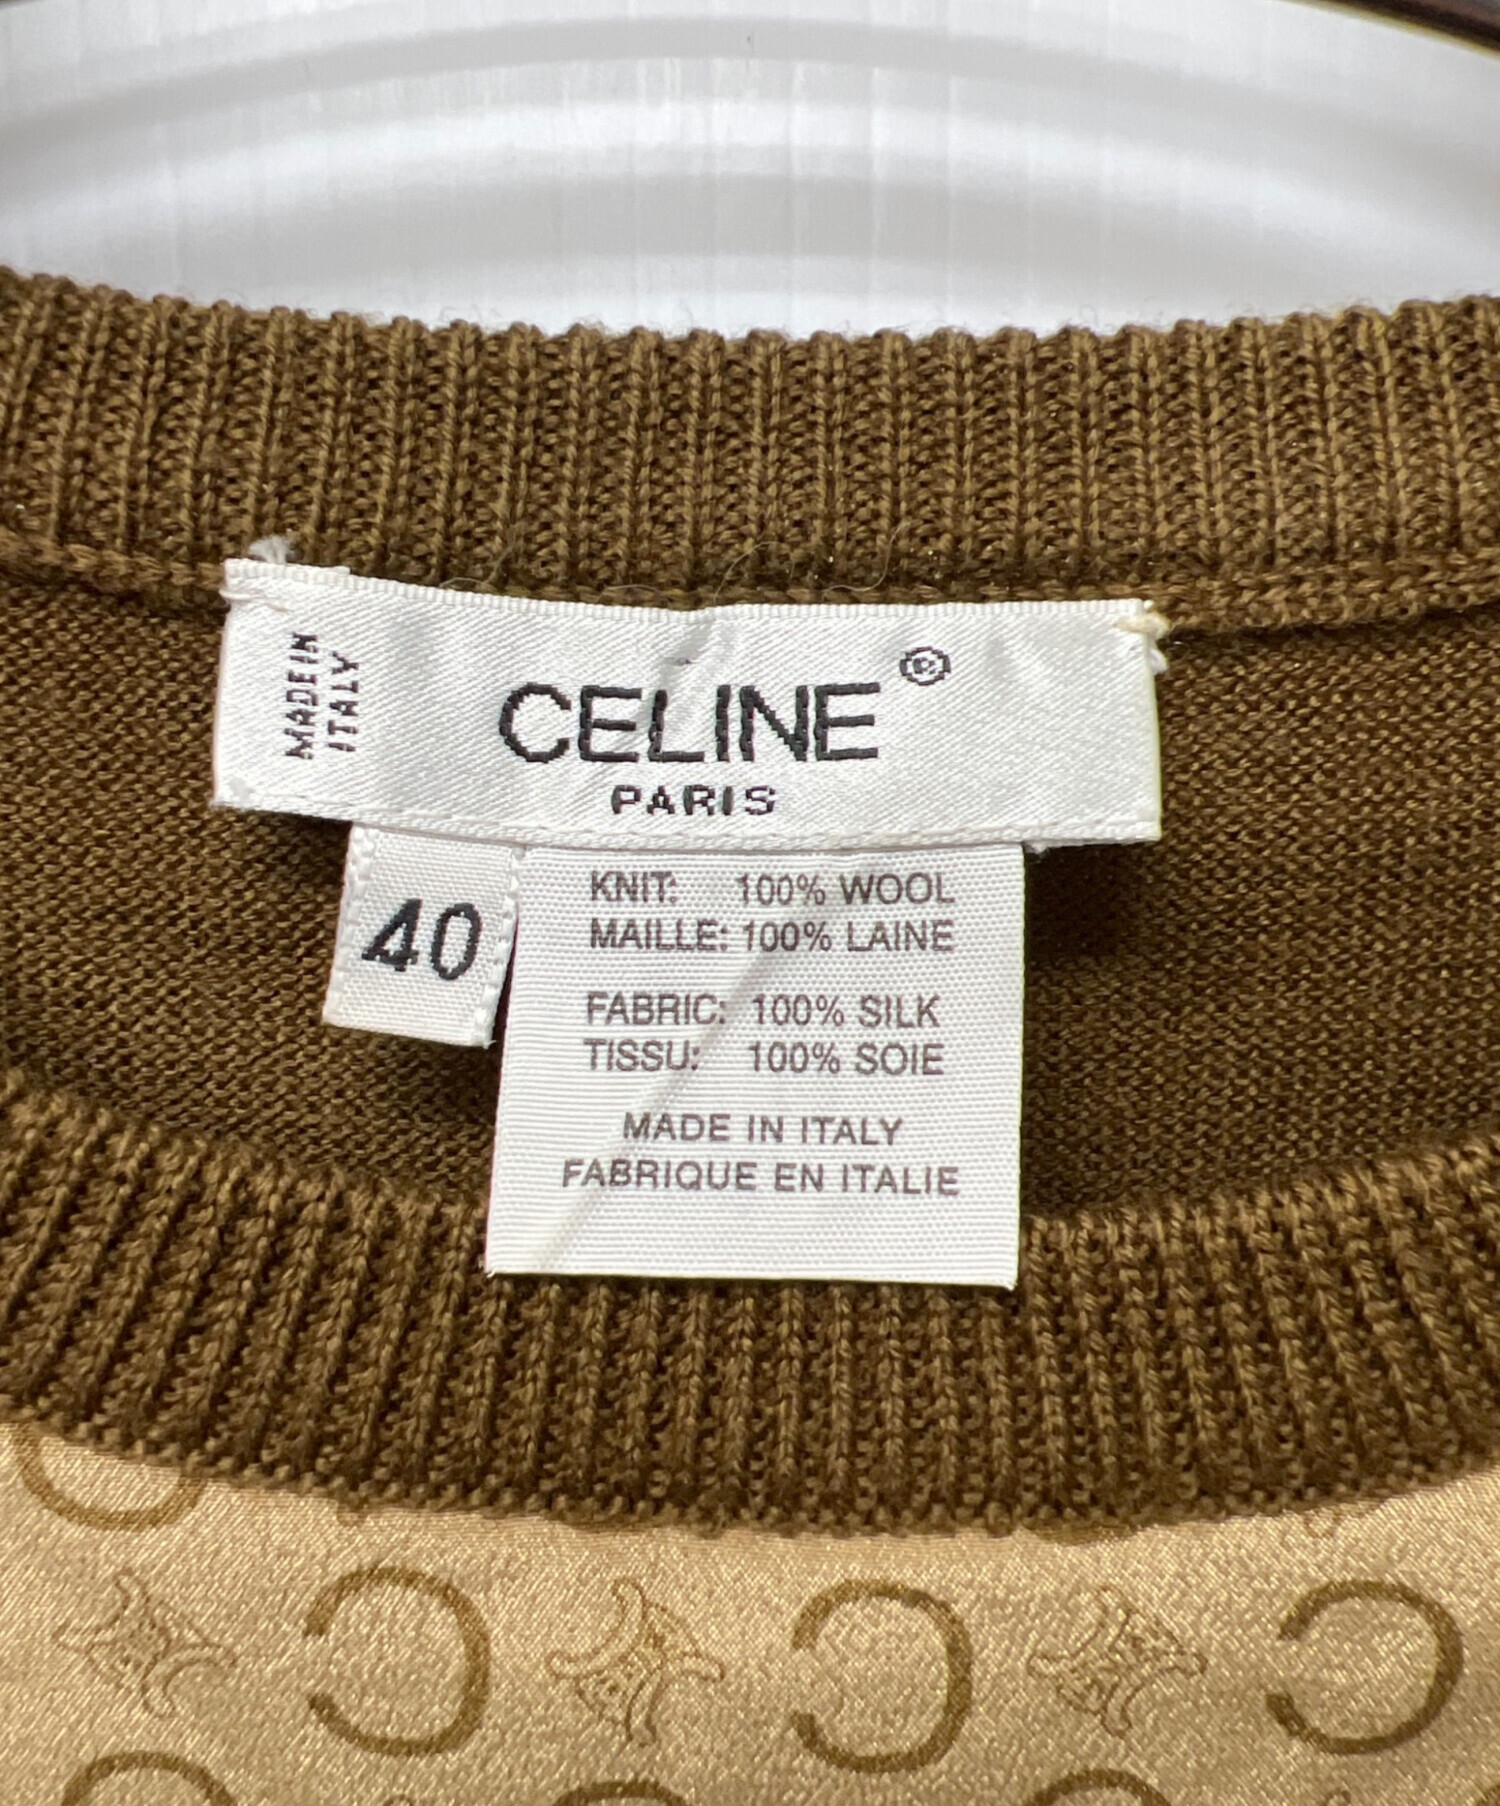 MADE IN
ITALY
CELINE®
PARIS
40
KNIT: 100% WOOL
MAILLE: 100% LAINE
FABRIC: 100% SILK
TISSU: 100% SOIE
MADE IN ITALY
FABRIQUE EN ITALIE